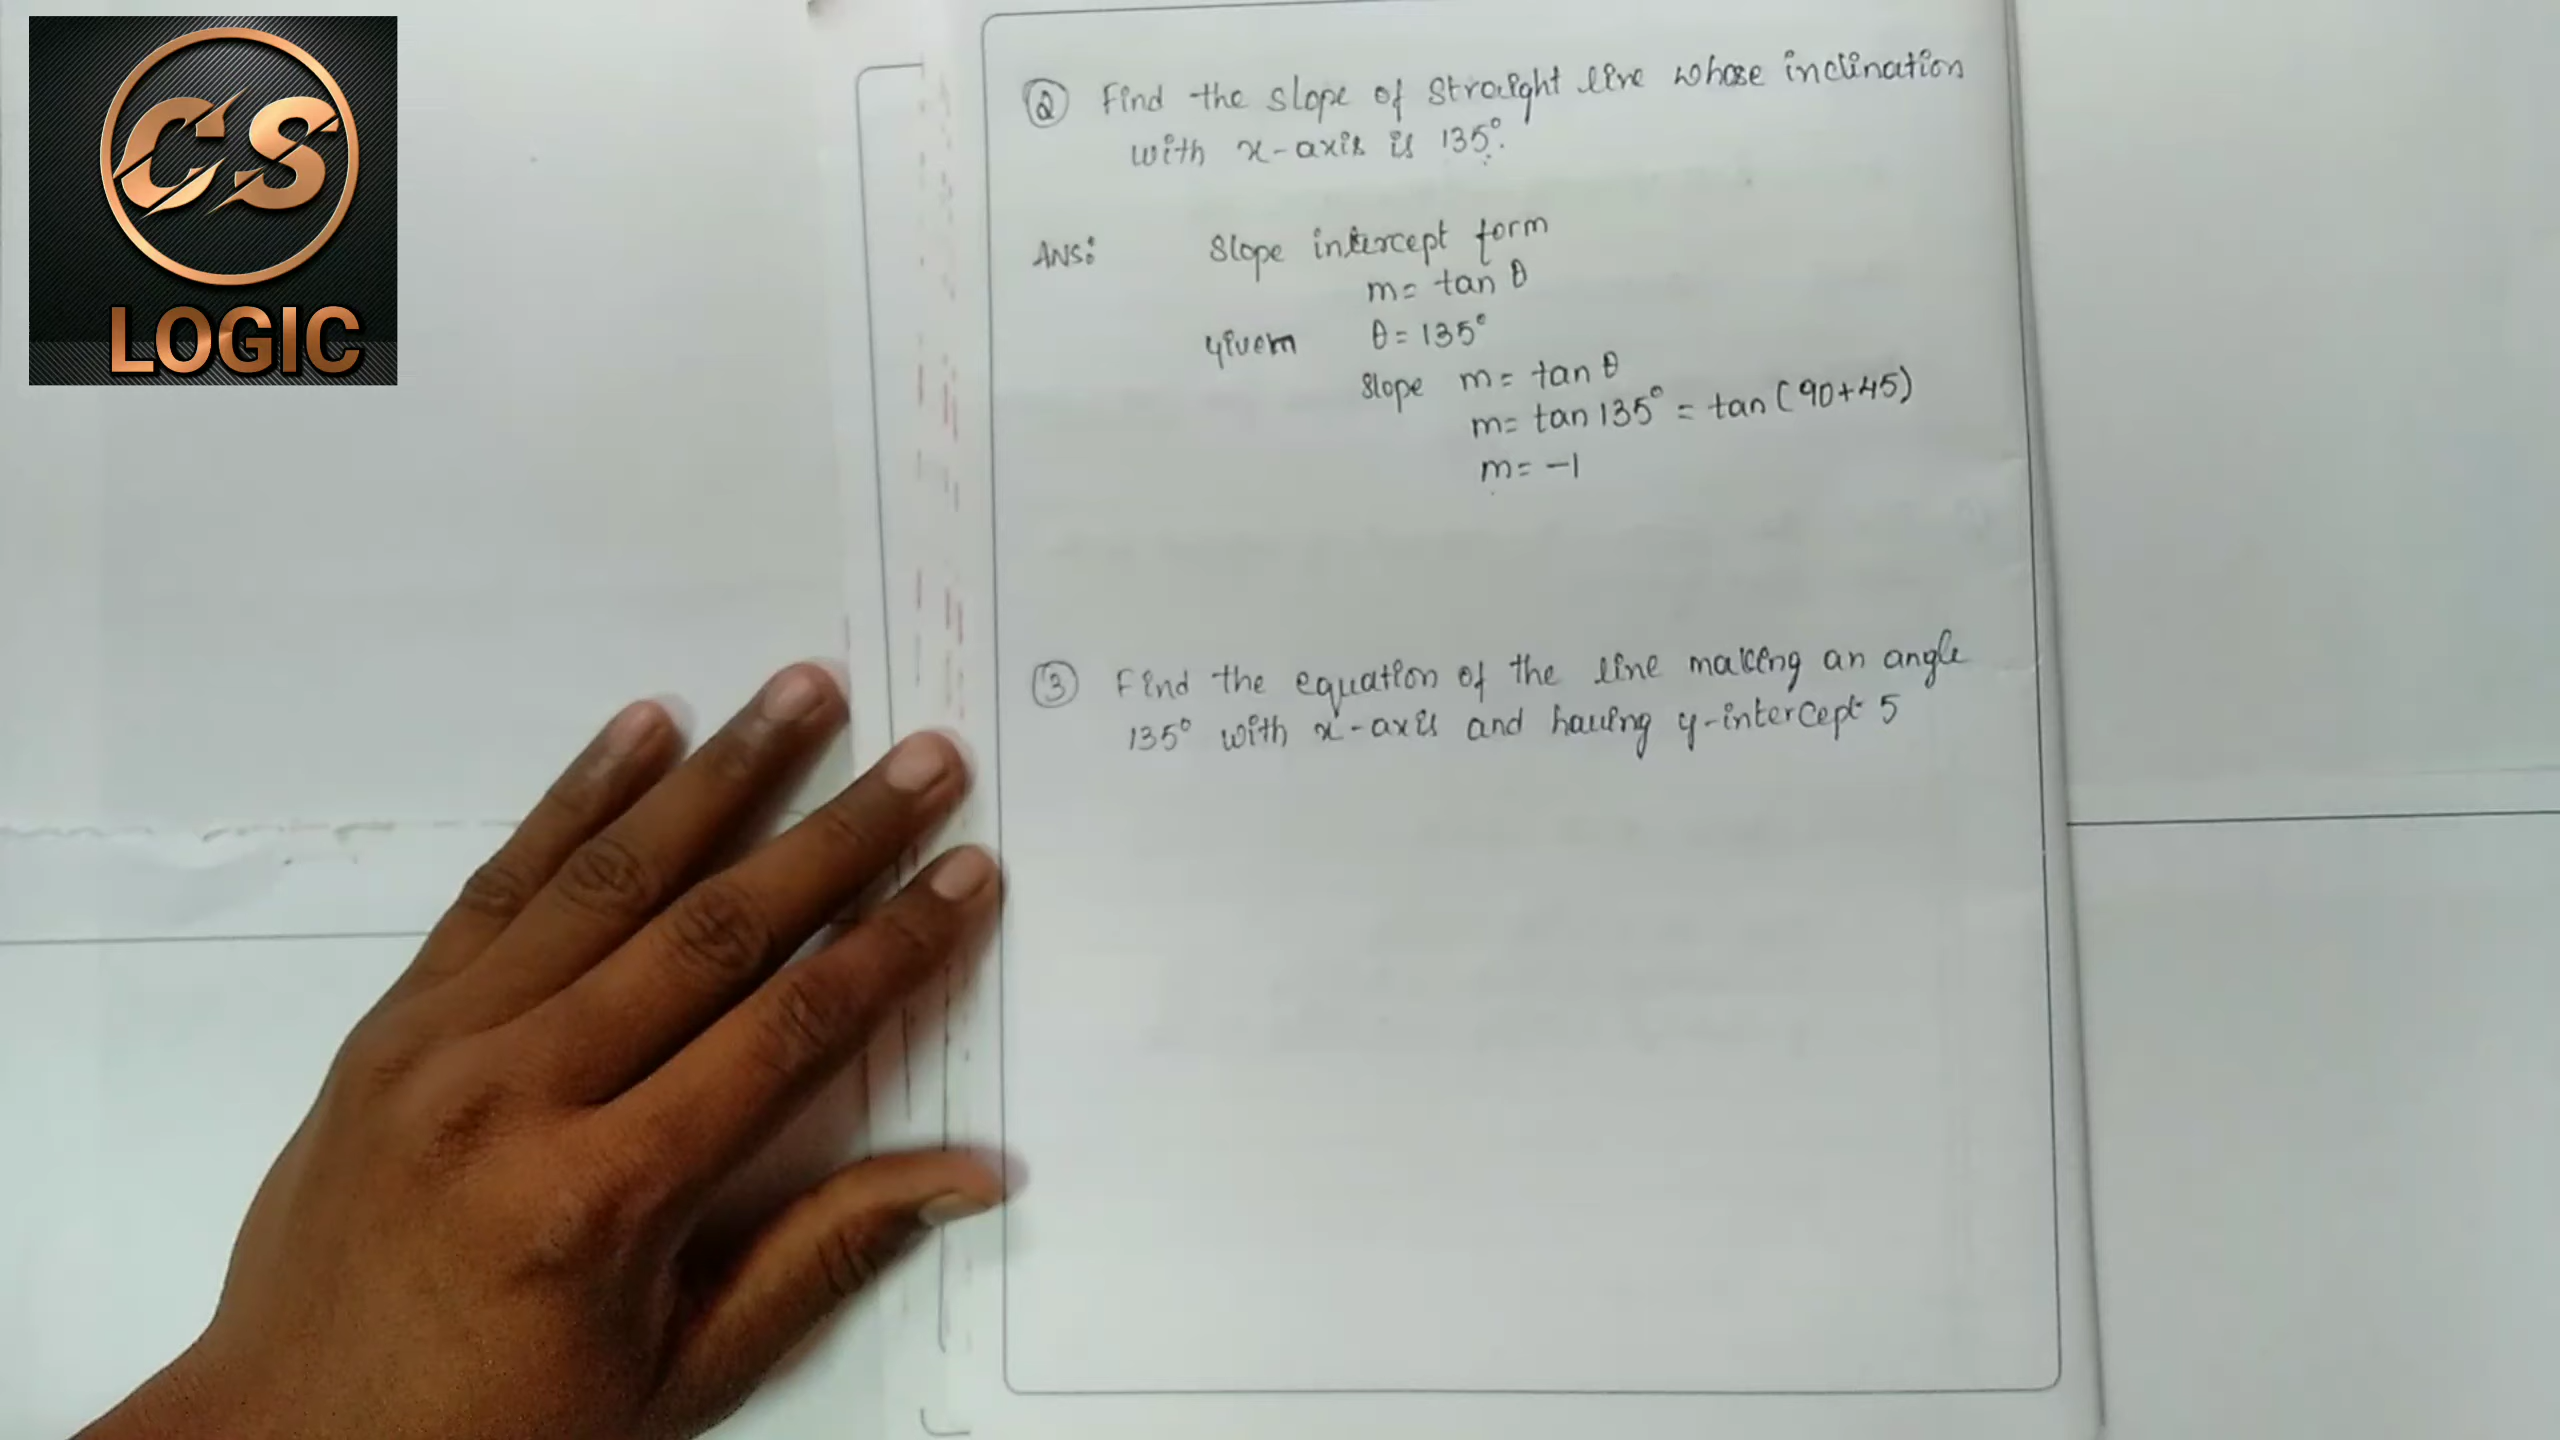 CS
LOGIC
② Find the slope of straight line whose inclination
with x-axis is 135°.
ANS: Slope intercept form
m= tan θ
Given θ = 135°
Slope m= tan θ
m= tan 135° = tan (90+45)
m= -1
③ Find the equation of the line making an angle
135° with x-axis and having y-intercept 5